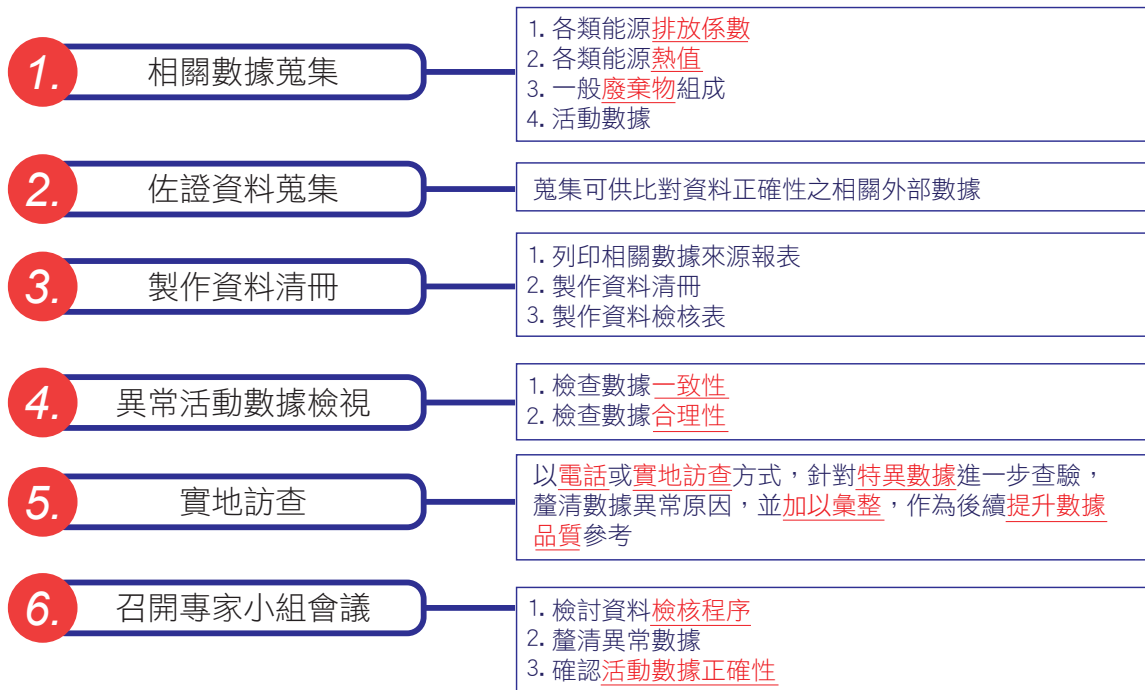 1.
相關數據蒐集
1. 各類能源排放係數
2. 各類能源熱值
3. 一般廢棄物組成
4. 活動數據
2.
佐證資料蒐集
蒐集可供比對資料正確性之相關外部數據
3.
製作資料清冊
1. 列印相關數據來源報表
2. 製作資料清冊
3. 製作資料檢核表
4.
異常活動數據檢視
1. 檢查數據一致性
2. 檢查數據合理性
5.
實地訪查
以電話或實地訪查方式，針對特異數據進一步查驗，
釐清數據異常原因，並加以彙整，作為後續提升數據
品質參考
6.
召開專家小組會議
1. 檢討資料檢核程序
2. 釐清異常數據
3. 確認活動數據正確性